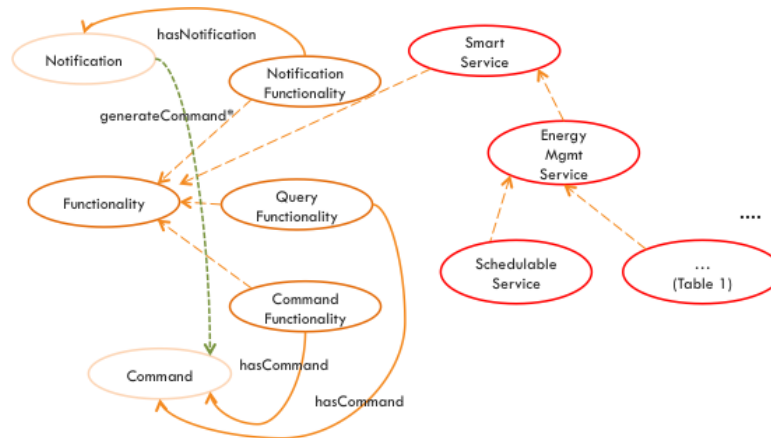 hasNotification
Notification
Notification
Functionality
Smart
Service
generateCommand*
Energy
Mgmt
Service
Functionality
Query
Functionality
....
Schedulable
Service
...
(Table 1)
Command
Functionality
hasCommand
Command
hasCommand